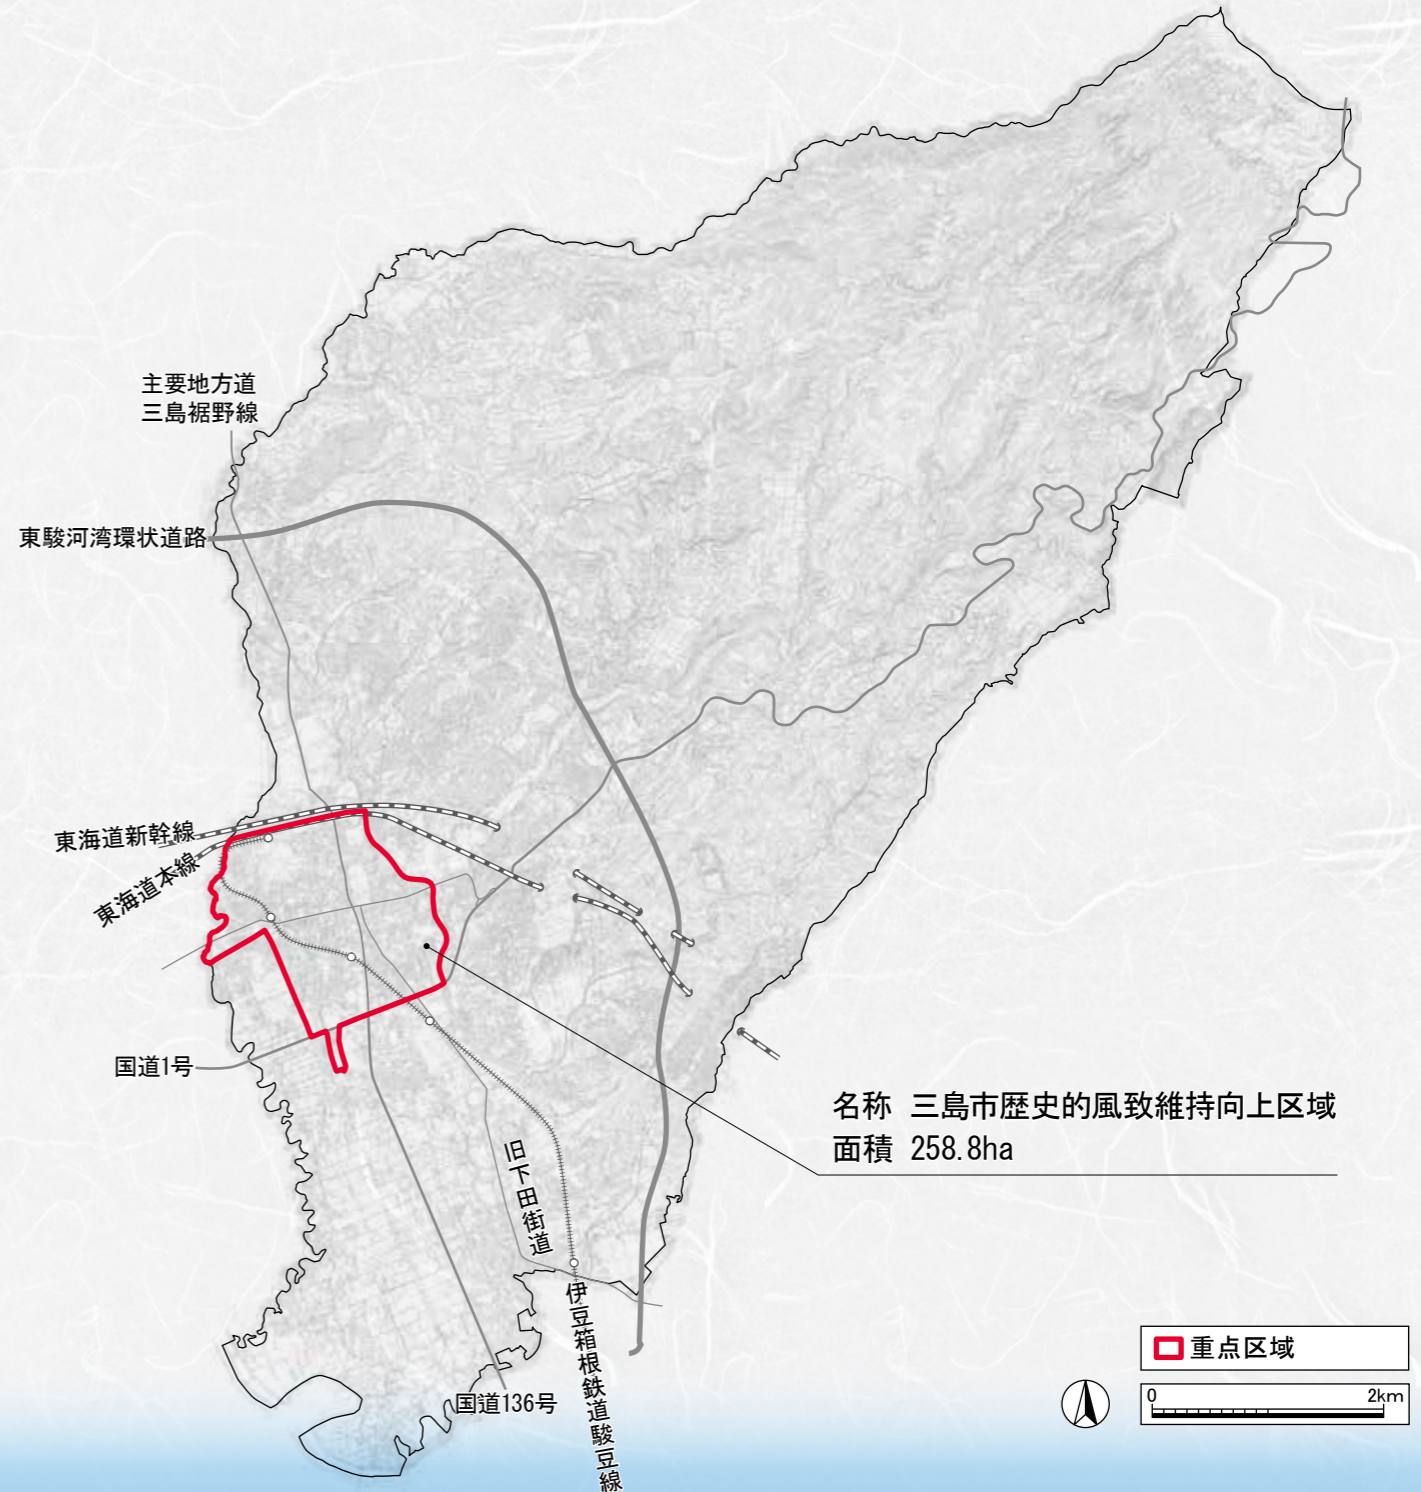 主要地方道
三島裾野線
東駿河湾環状道路
東海道新幹線
東海道本線
国道1号
名称 三島市歴史的風致維持向上区域
面積 258.8ha
旧下田街道
伊豆箱根鉄道駿豆線
国道136号
重点区域
0 2km